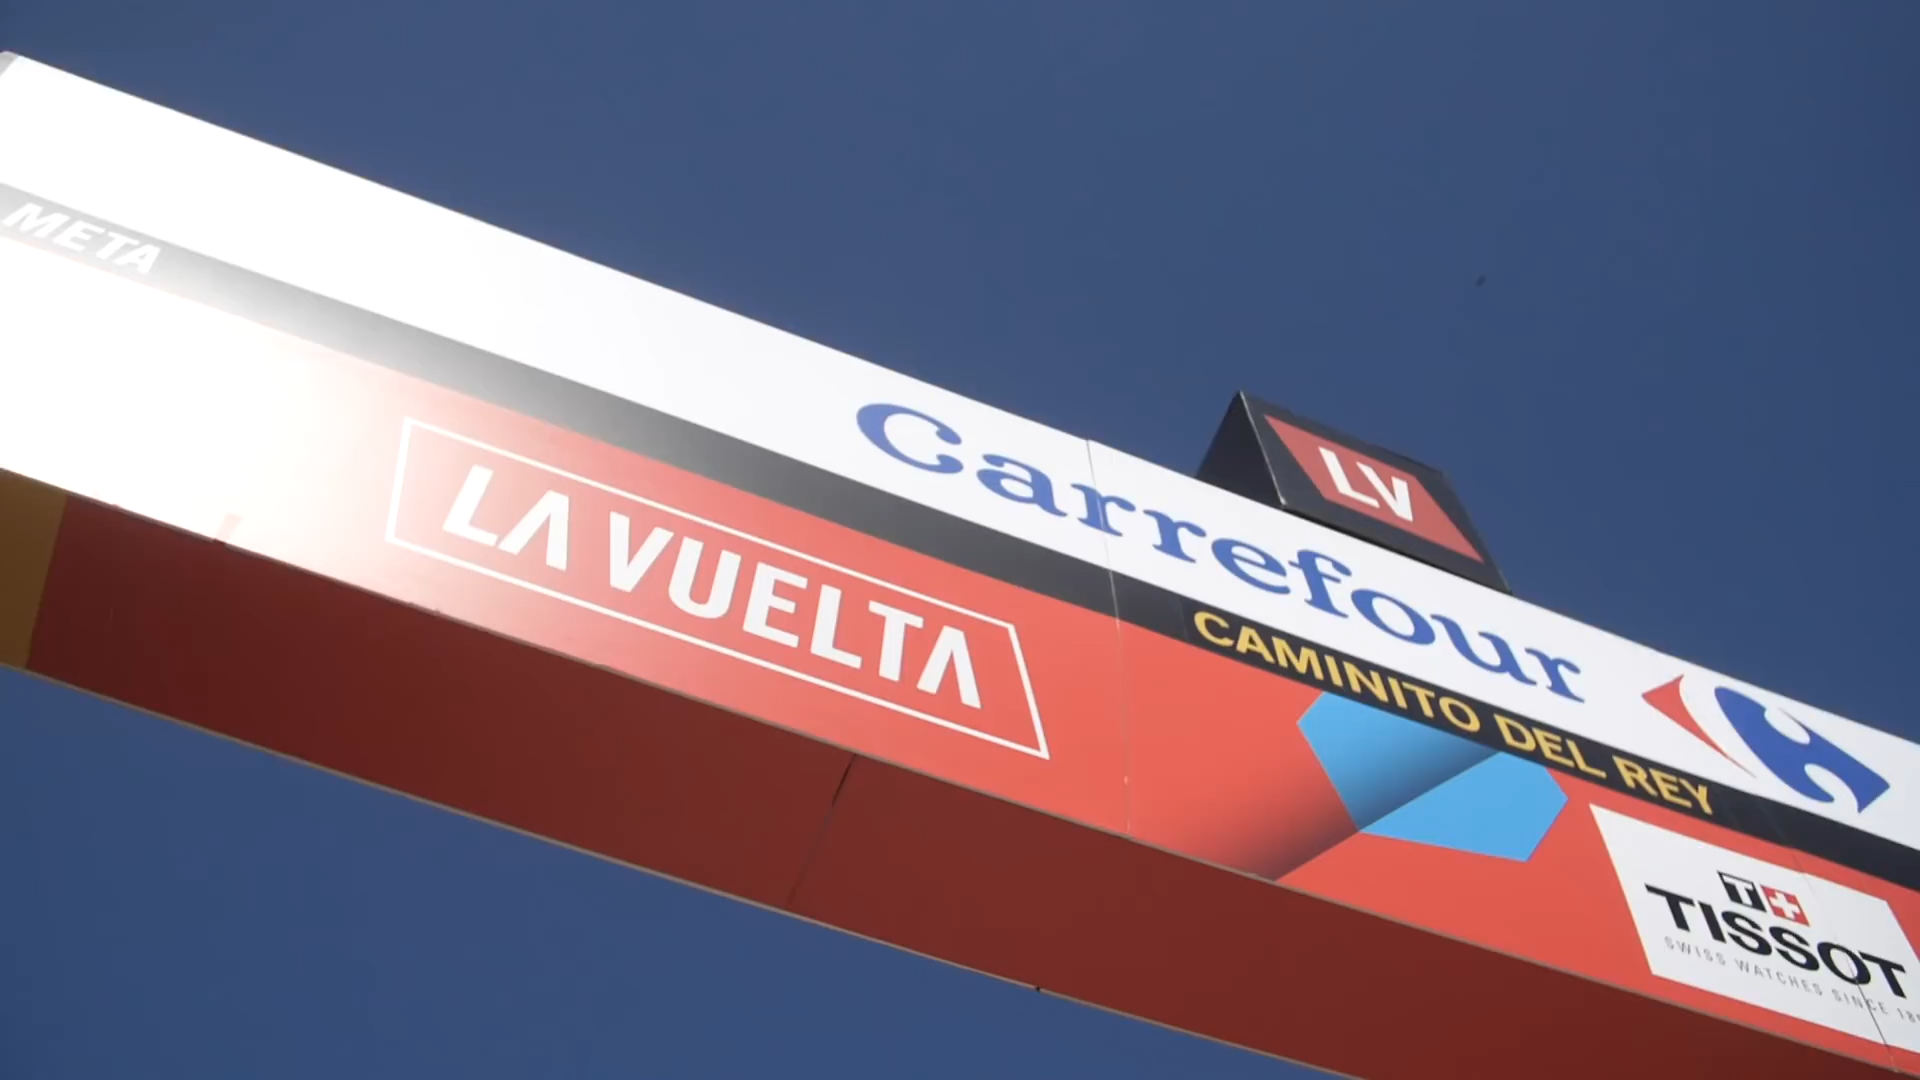 META
Carrefour
LV
CAMINITO DEL REY
LA VUELTA
T+
TISSOT
SWISS WATCHES SINCE